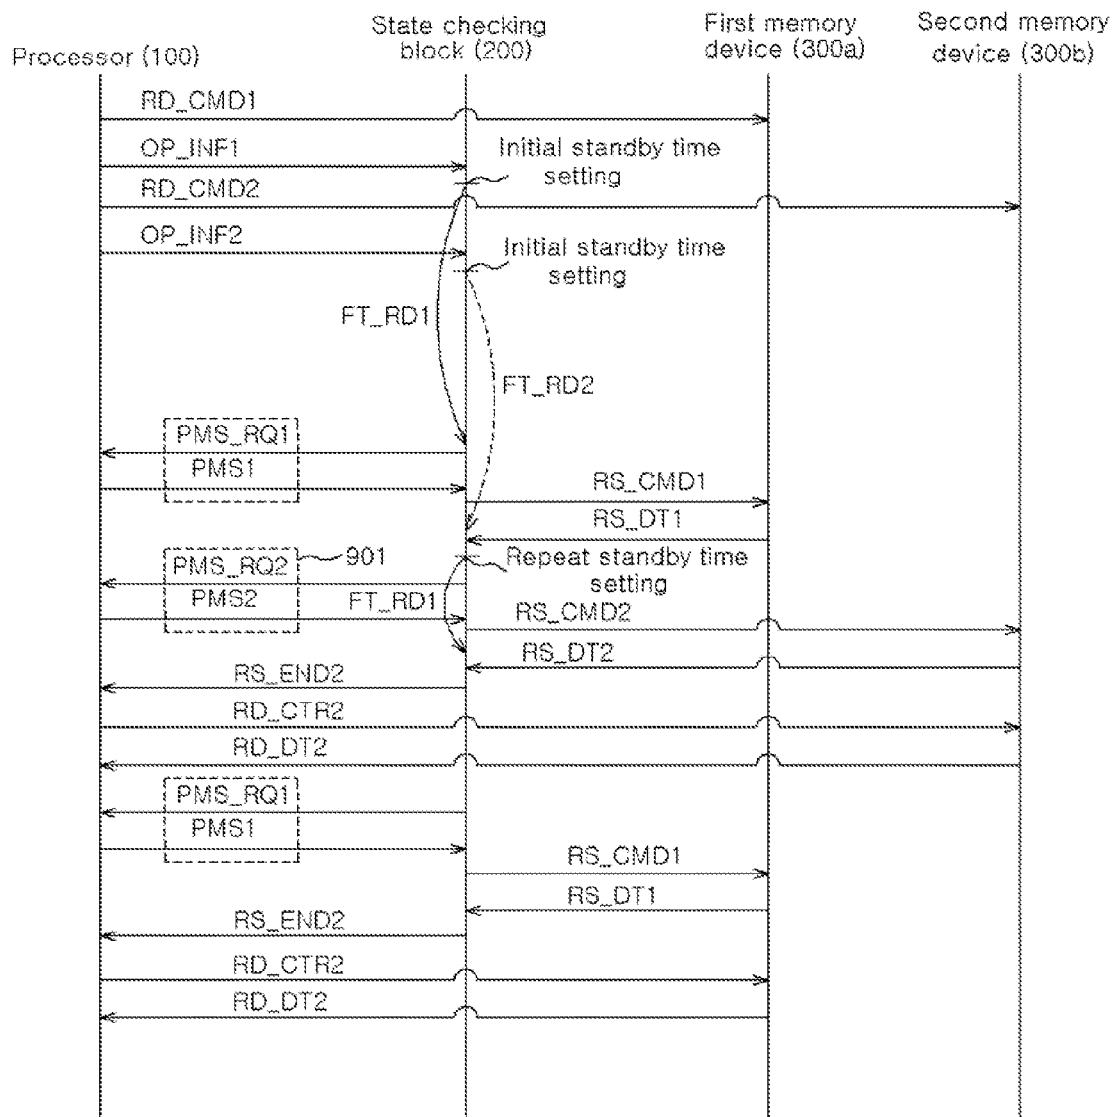 Processor (100)
State checking
block (200)
First memory
device (300a)
Second memory
device (300b)
RD_CMD1
OP_INF1
Initial standby time
setting
RD_CMD2
OP_INF2
Initial standby time
setting
FT_RD1
FT_RD2
PMS_RQ1
PMS1
RS_CMD1
RS_DT1
901
Repeat standby time
setting
PMS_RQ2
PMS2
FT_RD1
RS_CMD2
RS_DT2
RS_END2
RD_CTR2
RD_DT2
PMS_RQ1
PMS1
RS_CMD1
RS_DT1
RS_END2
RD_CTR2
RD_DT2